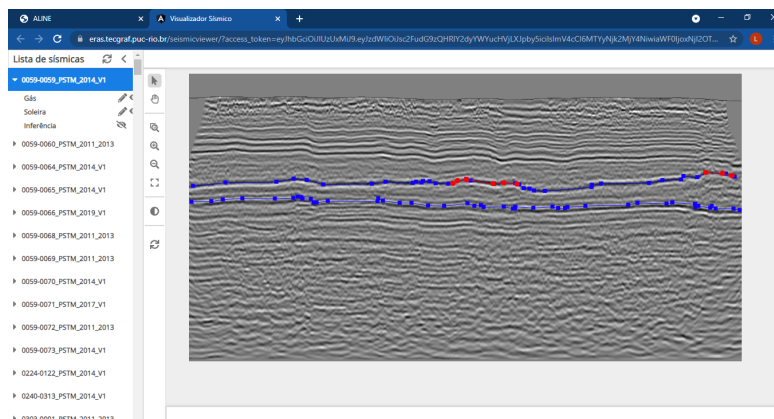 ALINE
Visualizador Sísmico
eras.tecgraf.puc-rio.br/seismicviewer/?access_token=
Lista de sísmicas
0059-0059_PSTM_2014_V1
Gás
Soleira
Inferência
0059-0060_PSTM_2011_2013
0059-0064_PSTM_2014_V1
0059-0065_PSTM_2014_V1
0059-0066_PSTM_2019_V1
0059-0068_PSTM_2011_2013
0059-0069_PSTM_2011_2013
0059-0070_PSTM_2014_V1
0059-0071_PSTM_2017_V1
0059-0072_PSTM_2011_2013
0059-0073_PSTM_2014_V1
0224-0122_PSTM_2014_V1
0240-0313_PSTM_2014_V1
0303-0001_PSTM_2011_2013